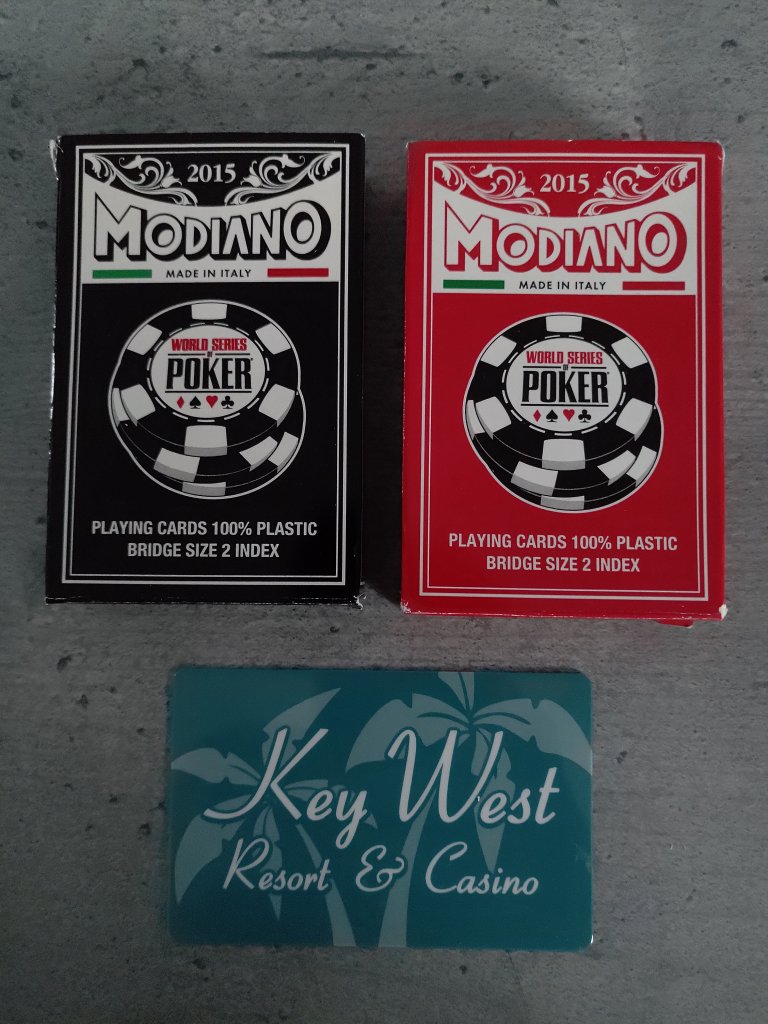 2015
MODIANO
MADE IN ITALY
WORLD SERIES
OF
POKER
PLAYING CARDS 100% PLASTIC
BRIDGE SIZE 2 INDEX
2015
MODIANO
MADE IN ITALY
WORLD SERIES
OF
POKER
PLAYING CARDS 100% PLASTIC
BRIDGE SIZE 2 INDEX
Key West
Resort & Casino